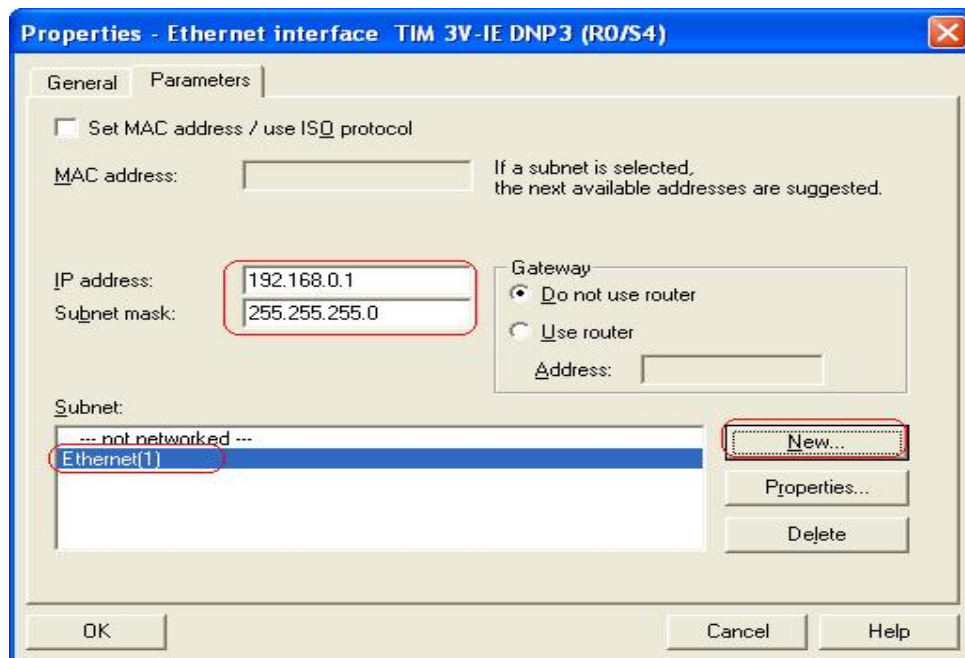 Properties - Ethernet interface TIM 3V-IE DNP3 (R0/S4)
General Parameters
Set MAC address / use ISO protocol
MAC address:
If a subnet is selected,
the next available addresses are suggested.
IP address: 192.168.0.1
Subnet mask: 255.255.255.0
Gateway
Do not use router
Use router
Address:
Subnet:
--- not networked ---
Ethernet(1)
New...
Properties...
Delete
OK Cancel Help